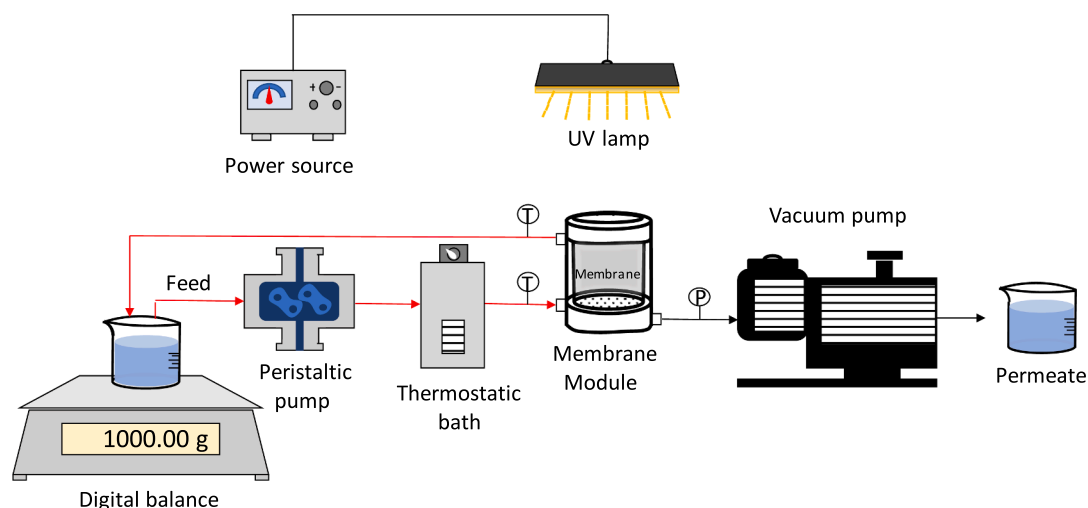 + -
Power source
UV lamp
Vacuum pump
T
T
Feed
Membrane
P
Peristaltic
pump
Thermostatic
bath
Membrane
Module
Permeate
1000.00 g
Digital balance